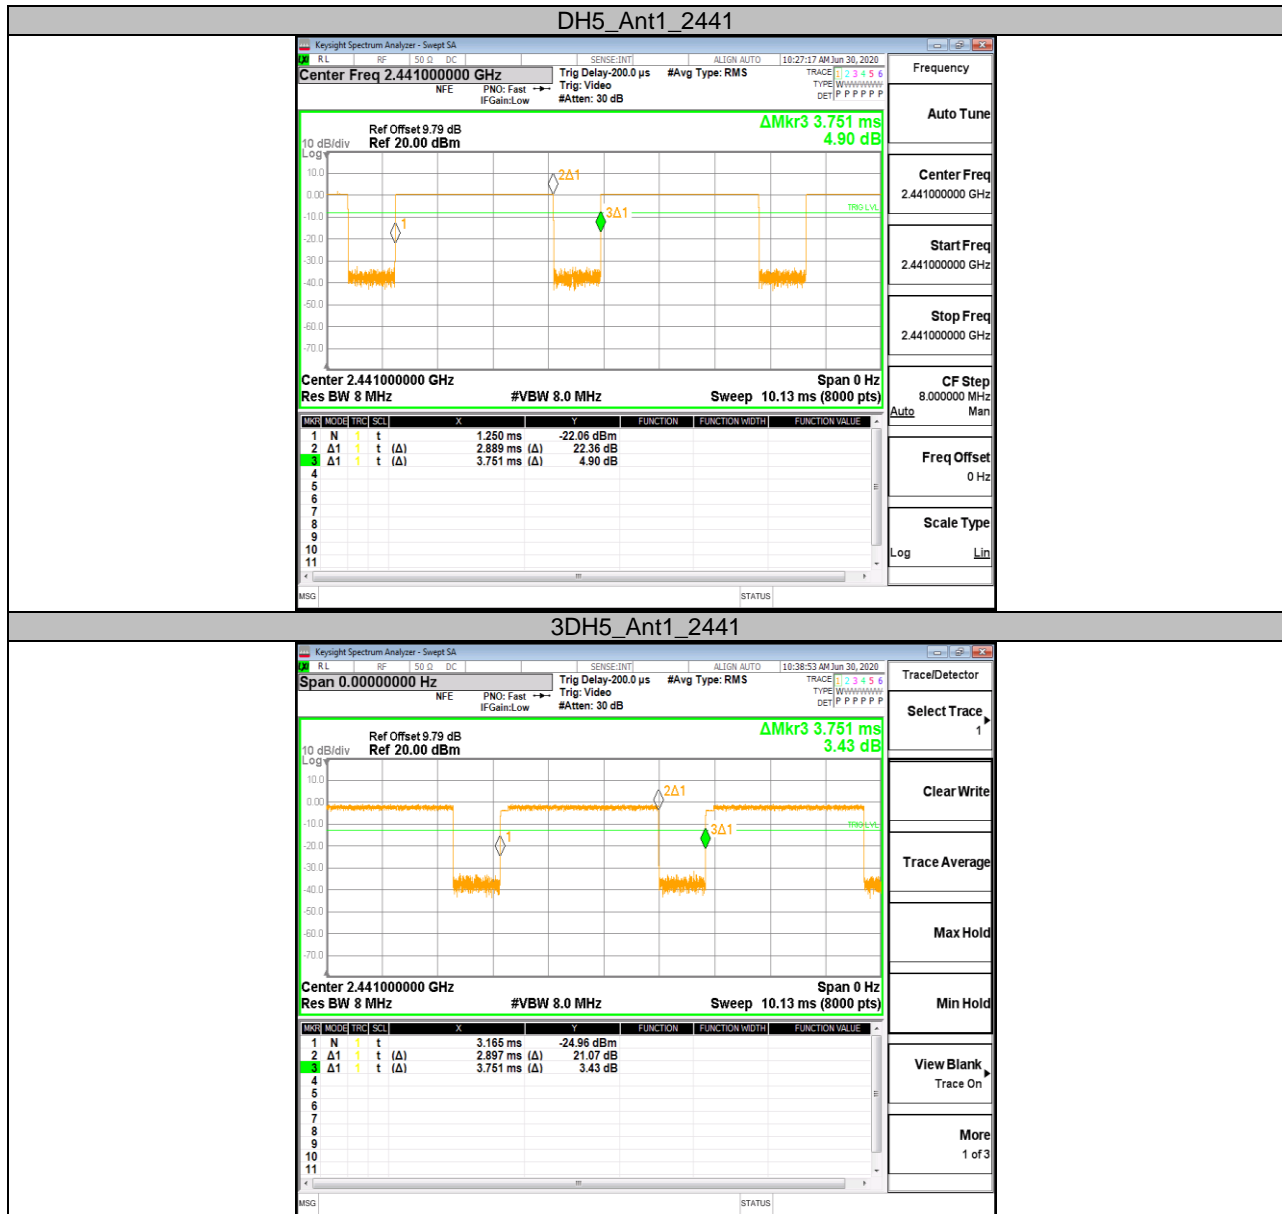 DH5_Ant1_2441
Keysight Spectrum Analyzer - Swept SA
RL RF 50 Ω DC SENSE:INT ALIGN AUTO 10:27:17 AM Jun 30, 2020
Center Freq 2.441000000 GHz
NFE PNO: Fast IFGain:Low
Trig Delay-200.0 µs #Avg Type: RMS
Trig: Video
#Atten: 30 dB
TRACE 1 2 3 4 5 6
TYPE WWWWWW
DET P P P P P P
Frequency
Auto Tune
Center Freq
2.441000000 GHz
Start Freq
2.441000000 GHz
Stop Freq
2.441000000 GHz
CF Step
8.000000 MHz
Auto Man
Freq Offset
0 Hz
Scale Type
Log Lin
ΔMkr3 3.751 ms
4.90 dB
Ref Offset 9.79 dB
10 dB/div Ref 20.00 dBm
Log
10.0
0.00
-10.0
-20.0
-30.0
-40.0
-50.0
-60.0
-70.0
1
2Δ1
3Δ1
TRIG LVL
Center 2.441000000 GHz Span 0 Hz
Res BW 8 MHz #VBW 8.0 MHz Sweep 10.13 ms (8000 pts)
MKR MODE TRC SCL X Y FUNCTION FUNCTION WIDTH FUNCTION VALUE
1 N 1 t 1.250 ms -22.06 dBm
2 Δ1 1 t (Δ) 2.889 ms (Δ) 22.36 dB
3 Δ1 1 t (Δ) 3.751 ms (Δ) 4.90 dB
4
5
6
7
8
9
10
11
MSG STATUS
3DH5_Ant1_2441
Keysight Spectrum Analyzer - Swept SA
RL RF 50 Ω DC SENSE:INT ALIGN AUTO 10:38:53 AM Jun 30, 2020
Span 0.00000000 Hz
NFE PNO: Fast IFGain:Low
Trig Delay-200.0 µs #Avg Type: RMS
Trig: Video
#Atten: 30 dB
TRACE 1 2 3 4 5 6
TYPE WWWWWW
DET P P P P P P
Trace/Detector
Select Trace
1
Clear Write
Trace Average
Max Hold
Min Hold
View Blank
Trace On
More
1 of 3
ΔMkr3 3.751 ms
3.43 dB
Ref Offset 9.79 dB
10 dB/div Ref 20.00 dBm
Log
10.0
0.00
-10.0
-20.0
-30.0
-40.0
-50.0
-60.0
-70.0
1
2Δ1
3Δ1
TRIG LVL
Center 2.441000000 GHz Span 0 Hz
Res BW 8 MHz #VBW 8.0 MHz Sweep 10.13 ms (8000 pts)
MKR MODE TRC SCL X Y FUNCTION FUNCTION WIDTH FUNCTION VALUE
1 N 1 t 3.165 ms -24.96 dBm
2 Δ1 1 t (Δ) 2.897 ms (Δ) 21.07 dB
3 Δ1 1 t (Δ) 3.751 ms (Δ) 3.43 dB
4
5
6
7
8
9
10
11
MSG STATUS